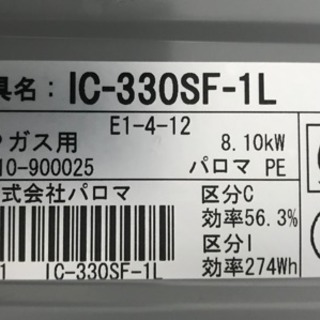 具名：IC-330SF-1L
E1-4-12
ガス用 8.10kW
10-900025 パロマ PE
式会社パロマ 区分C
効率56.3%
区分I
1 IC-330SF-1L 効率274Wh